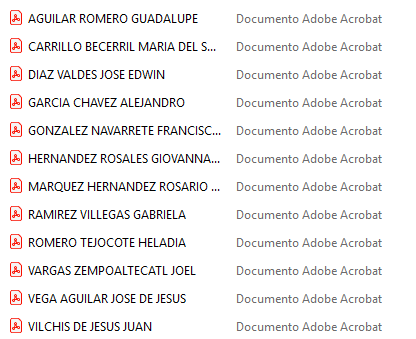 AGUILAR ROMERO GUADALUPE Documento Adobe Acrobat
CARRILLO BECERRIL MARIA DEL S... Documento Adobe Acrobat
DIAZ VALDES JOSE EDWIN Documento Adobe Acrobat
GARCIA CHAVEZ ALEJANDRO Documento Adobe Acrobat
GONZALEZ NAVARRETE FRANCISC... Documento Adobe Acrobat
HERNANDEZ ROSALES GIOVANNA... Documento Adobe Acrobat
MARQUEZ HERNANDEZ ROSARIO ... Documento Adobe Acrobat
RAMIREZ VILLEGAS GABRIELA Documento Adobe Acrobat
ROMERO TEJOCOTE HELADIA Documento Adobe Acrobat
VARGAS ZEMPOALTECATL JOEL Documento Adobe Acrobat
VEGA AGUILAR JOSE DE JESUS Documento Adobe Acrobat
VILCHIS DE JESUS JUAN Documento Adobe Acrobat